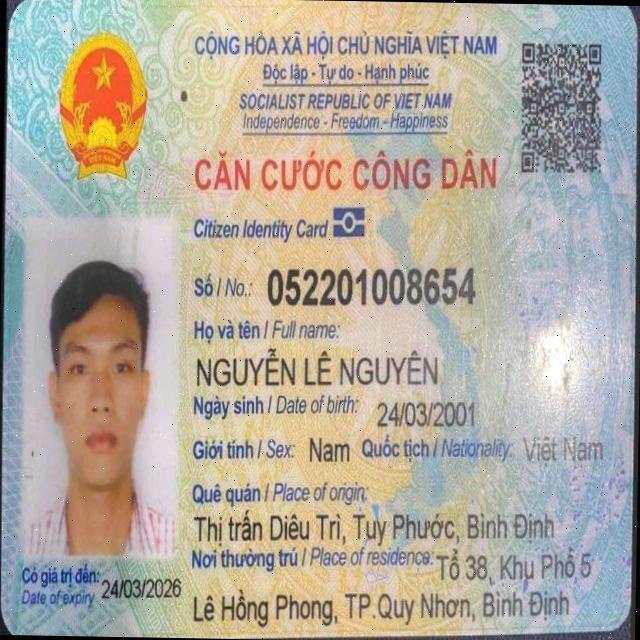 CỘNG HÒA XÃ HỘI CHỦ NGHĨA VIỆT NAM
Độc lập - Tự do - Hạnh phúc
SOCIALIST REPUBLIC OF VIET NAM
Independence - Freedom - Happiness
CĂN CƯỚC CÔNG DÂN
Citizen Identity Card
Số / No.: 052201008654
Họ và tên / Full name:
NGUYỄN LÊ NGUYÊN
Ngày sinh / Date of birth: 24/03/2001
Giới tính / Sex: Nam Quốc tịch / Nationality: Việt Nam
Quê quán / Place of origin:
Thị trấn Diêu Trì, Tuy Phước, Bình Định
Nơi thường trú / Place of residence: Tổ 38, Khu Phố 5
Lê Hồng Phong, TP.Quy Nhơn, Bình Định
Có giá trị đến: 24/03/2026
Date of expiry